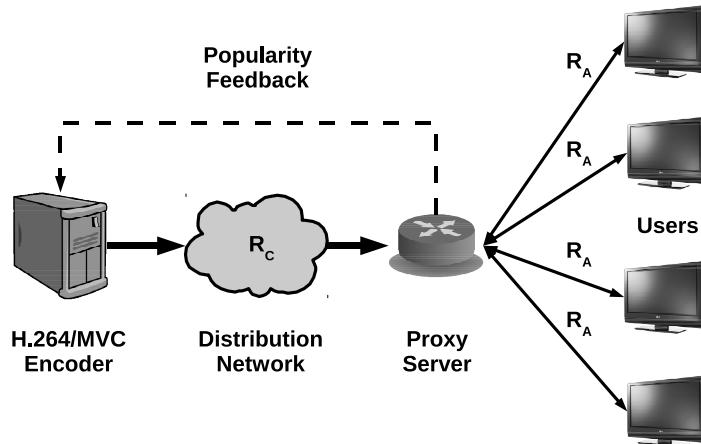 Popularity
Feedback
R_A
R_A
Users
R_C
R_A
R_A
H.264/MVC
Encoder
Distribution
Network
Proxy
Server